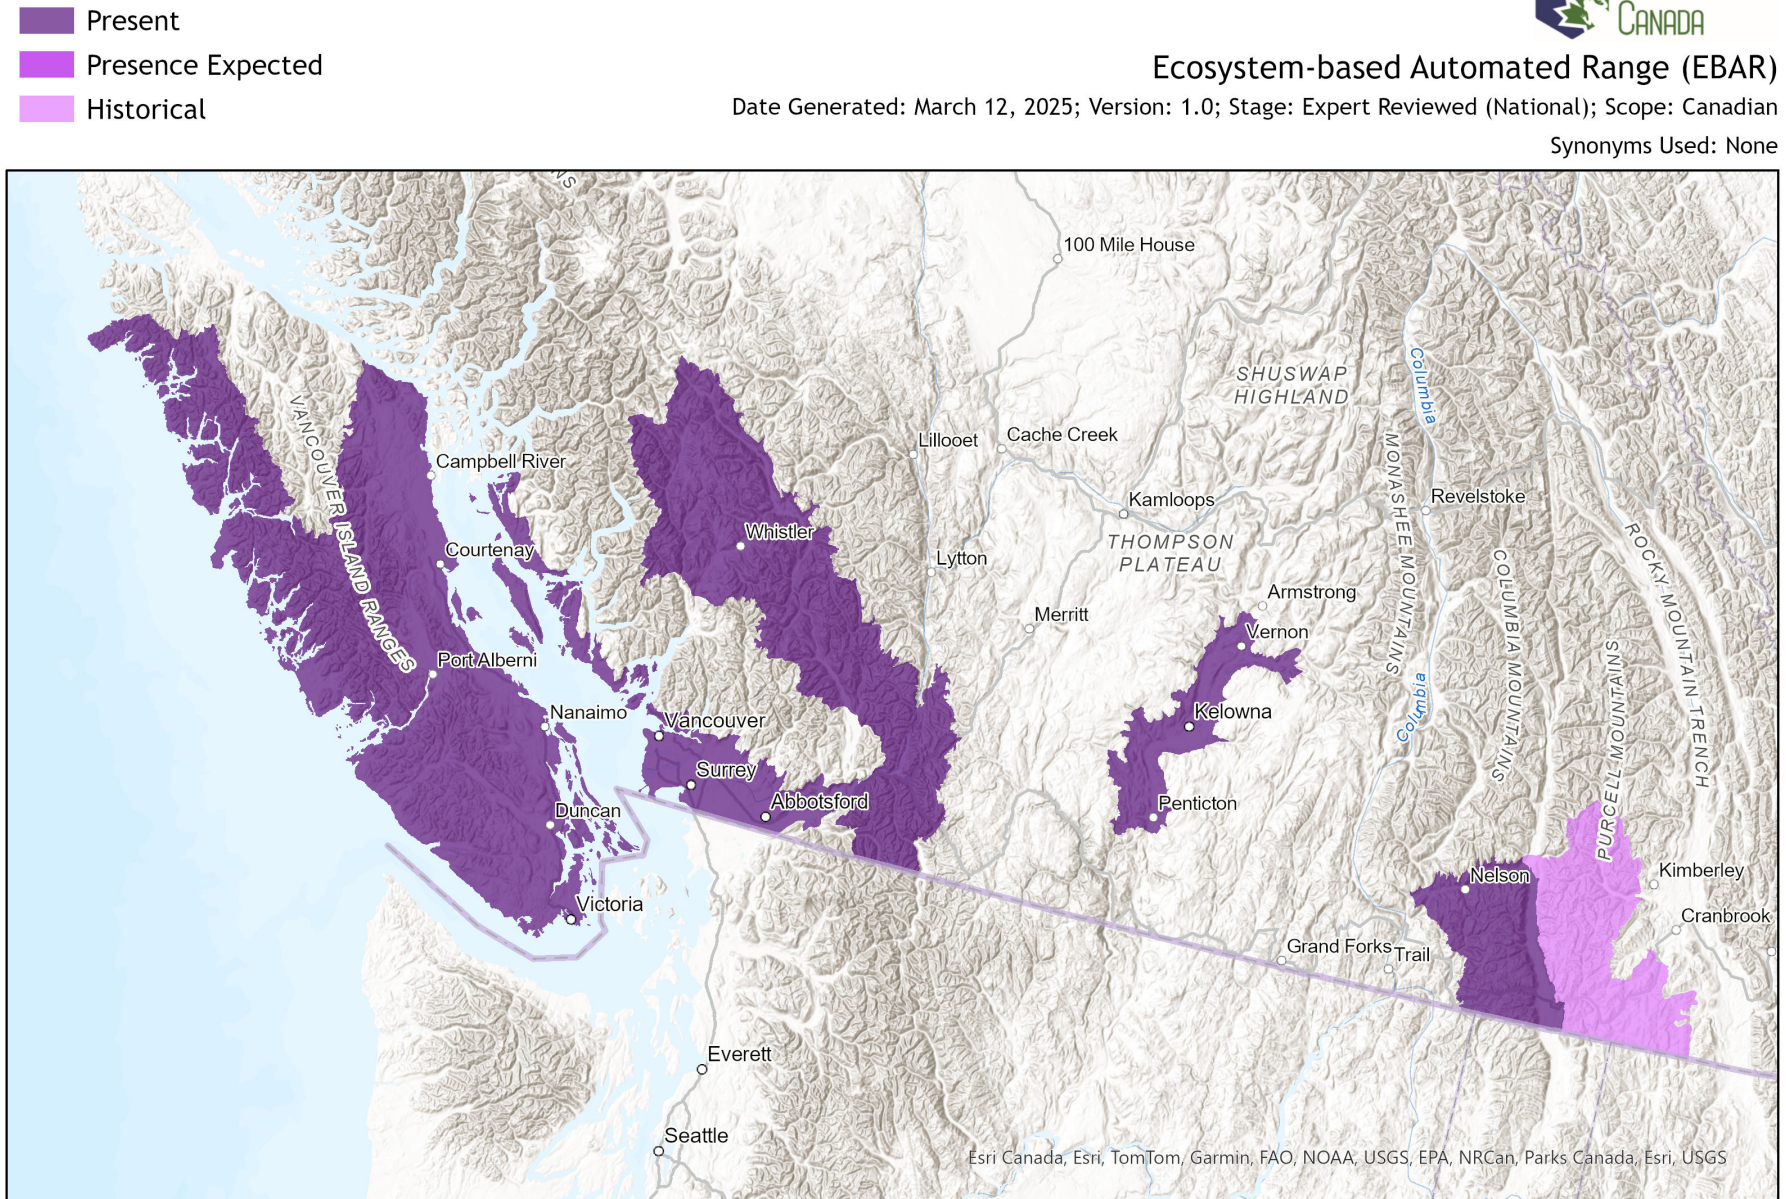 Present
Presence Expected
Historical
CANADA
Ecosystem-based Automated Range (EBAR)
Date Generated: March 12, 2025; Version: 1.0; Stage: Expert Reviewed (National); Scope: Canadian
Synonyms Used: None
NS
100 Mile House
SHUSWAP
HIGHLAND
Columbia
VANCOUVER ISLAND RANGES
Campbell River
Lillooet
Cache Creek
MONASHEE MOUNTAINS
Revelstoke
Kamloops
ROCKY MOUNTAIN TRENCH
Whistler
THOMPSON
PLATEAU
Courtenay
Lytton
COLUMBIA MOUNTAINS
Armstrong
Merritt
Vernon
PURCELL MOUNTAINS
Port Alberni
Columbia
Nanaimo
Vancouver
Kelowna
Surrey
Abbotsford
Penticton
Duncan
Nelson
Kimberley
Victoria
Cranbrook
Grand Forks
Trail
Everett
Seattle
Esri Canada, Esri, TomTom, Garmin, FAO, NOAA, USGS, EPA, NRCan, Parks Canada, Esri, USGS